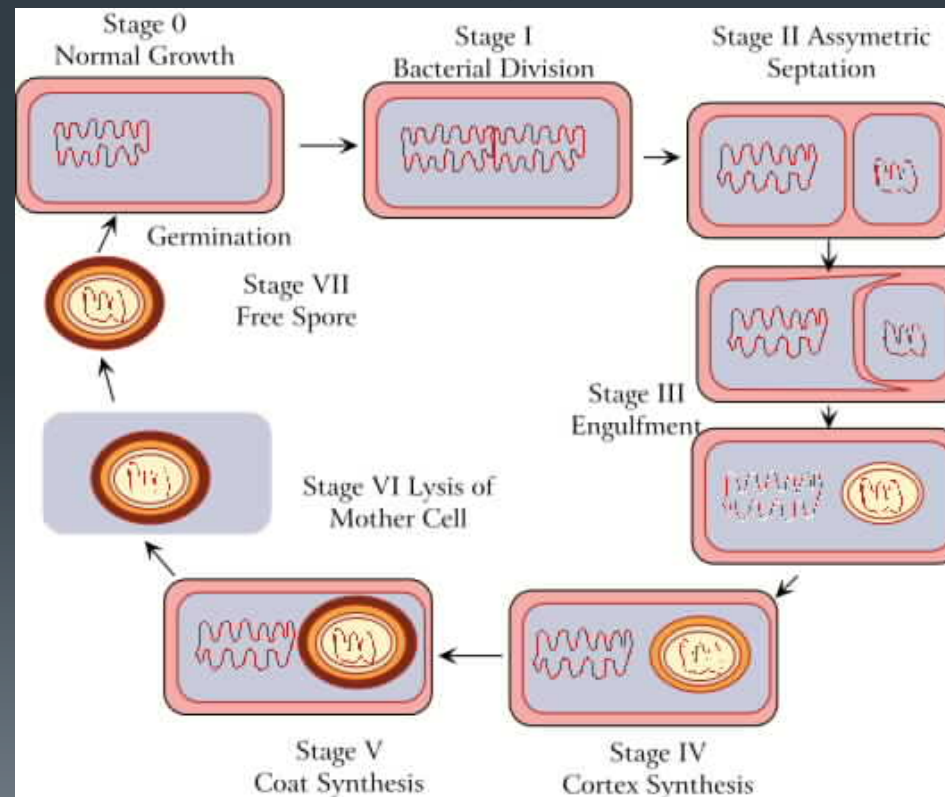 Stage 0
Normal Growth
Stage I
Bacterial Division
Stage II Assymetric
Septation
Germination
Stage VII
Free Spore
Stage III
Engulfment
Stage VI Lysis of
Mother Cell
Stage V
Coat Synthesis
Stage IV
Cortex Synthesis